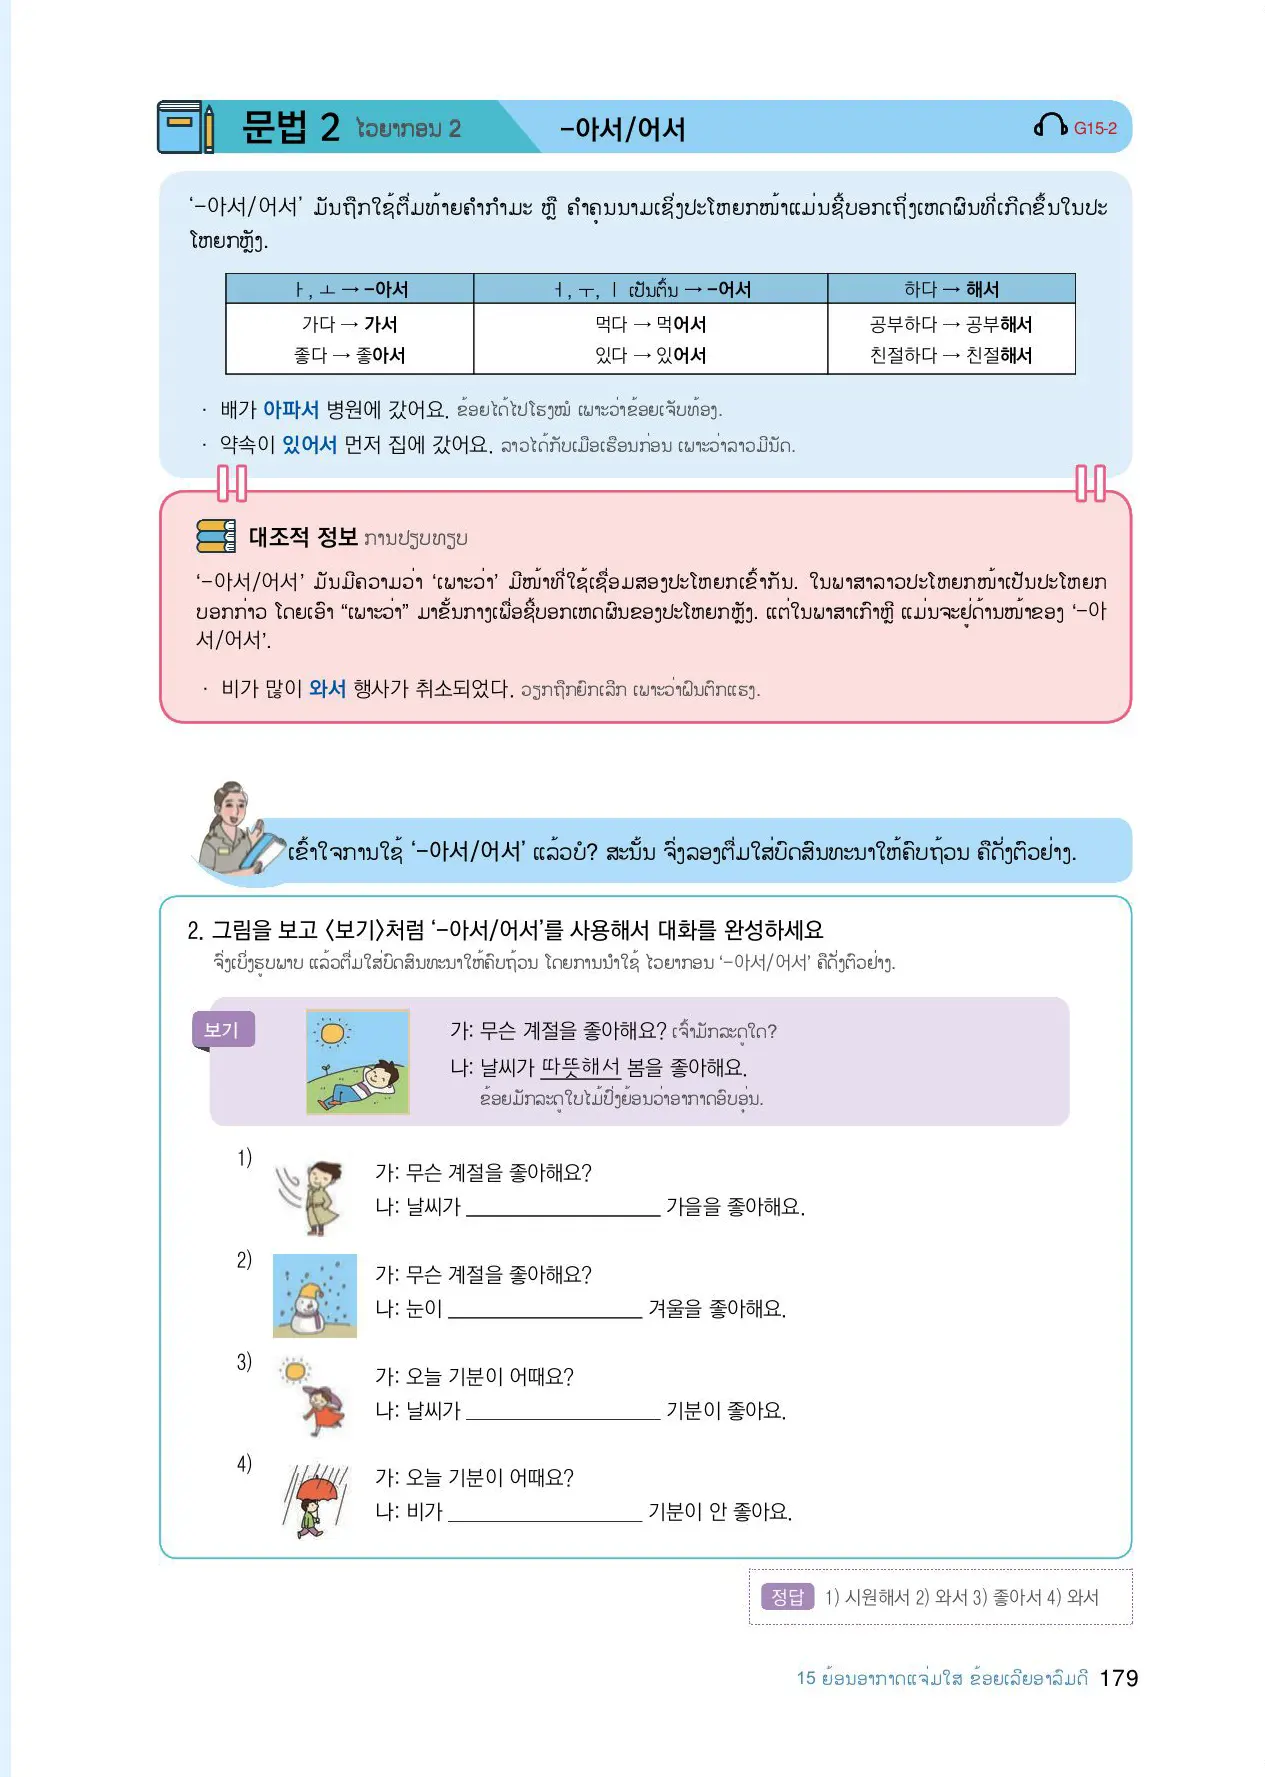 문법 2 ໄວຍາກອນ 2 -아서/어서 G15-2
‘-아서/어서’ ມັນຖືກໃຊ້ຕື່ມທ້າຍຄຳກຳມະ ຫຼື ຄຳຄຸນນາມເຊິ່ງປະໂຫຍກໜ້າແມ່ນຊີ້ບອກເຖິງເຫດຜົນທີ່ເກີດຂຶ້ນໃນປະ
ໂຫຍກຫຼັງ.
ㅏ, ㅗ → -아서 ㅓ, ㅜ, ㅣ ເປັນຕົ້ນ → -어서 하다 → 해서
가다 → 가서 먹다 → 먹어서 공부하다 → 공부해서
좋다 → 좋아서 있다 → 있어서 친절하다 → 친절해서
· 배가 아파서 병원에 갔어요. ຂ້ອຍໄດ້ໄປໂຮງໝໍ ເພາະວ່າຂ້ອຍເຈັບທ້ອງ.
· 약속이 있어서 먼저 집에 갔어요. ລາວໄດ້ກັບເມືອເຮືອນກ່ອນ ເພາະວ່າລາວມີນັດ.
대조적 정보 ການປຽບທຽບ
‘-아서/어서’ ມັນມີຄວາມວ່າ ‘ເພາະວ່າ’ ມີໜ້າທີ່ໃຊ້ເຊື່ອມສອງປະໂຫຍກເຂົ້າກັນ. ໃນພາສາລາວປະໂຫຍກໜ້າເປັນປະໂຫຍກ
ບອກກ່າວ ໂດຍເອົາ “ເພາະວ່າ” ມາຂັ້ນກາງເພື່ອຊີ້ບອກເຫດຜົນຂອງປະໂຫຍກຫຼັງ. ແຕ່ໃນພາສາເກົາຫຼີ ແມ່ນຈະຢູ່ດ້ານໜ້າຂອງ ‘-아
서/어서’.
· 비가 많이 와서 행사가 취소되었다. ວຽກຖືກຍົກເລີກ ເພາະວ່າຝົນຕົກແຮງ.
ເຂົ້າໃຈການໃຊ້ ‘-아서/어서’ ແລ້ວບໍ? ສະນັ້ນ ຈົ່ງລອງຕື່ມໃສ່ບົດສົນທະນາໃຫ້ຄົບຖ້ວນ ຄືດັ່ງຕົວຢ່າງ.
2. 그림을 보고 〈보기〉처럼 ‘-아서/어서’를 사용해서 대화를 완성하세요
ຈົ່ງເບິ່ງຮູບພາບ ແລ້ວຕື່ມໃສ່ບົດສົນທະນາໃຫ້ຄົບຖ້ວນ ໂດຍການນຳໃຊ້ ໄວຍາກອນ ‘-아서/어서’ ຄືດັ່ງຕົວຢ່າງ.
보기
가: 무슨 계절을 좋아해요? ເຈົ້າມັກລະດູໃດ?
나: 날씨가 따뜻해서 봄을 좋아해요.
ຂ້ອຍມັກລະດູໃບໄມ້ປົ່ງຍ້ອນວ່າອາກາດອົບອຸ່ນ.
1)
가: 무슨 계절을 좋아해요?
나: 날씨가 ____________ 가을을 좋아해요.
2)
가: 무슨 계절을 좋아해요?
나: 눈이 ____________ 겨울을 좋아해요.
3)
가: 오늘 기분이 어때요?
나: 날씨가 ____________ 기분이 좋아요.
4)
가: 오늘 기분이 어때요?
나: 비가 ____________ 기분이 안 좋아요.
정답 1) 시원해서 2) 와서 3) 좋아서 4) 와서
15 ຍ້ອນອາກາດແຈ່ມໃສ ຂ້ອຍເລີຍອາລົມດີ 179